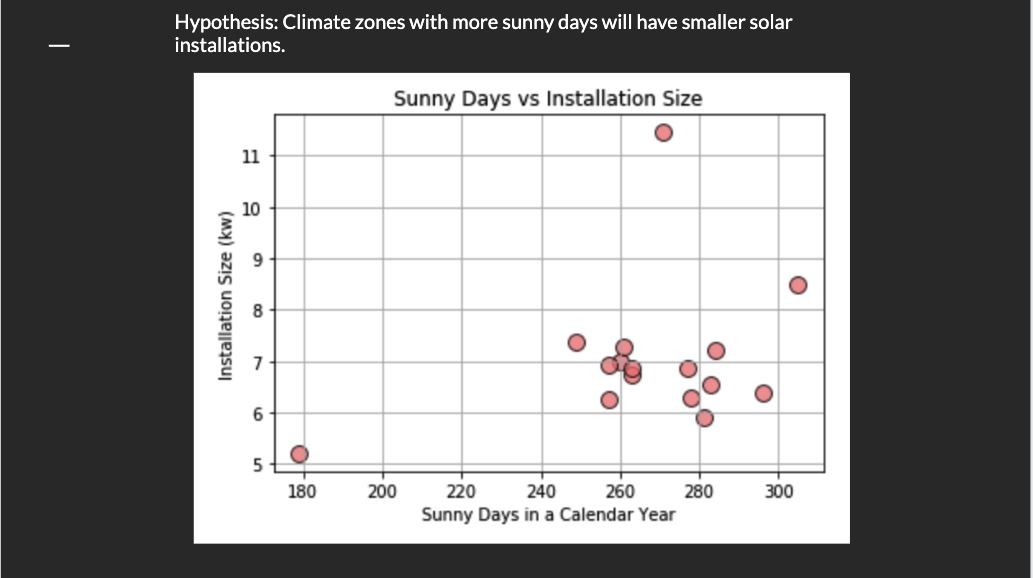 Hypothesis: Climate zones with more sunny days will have smaller solar
installations.
Sunny Days vs Installation Size
11
10
9
8
7
6
5
Installation Size (kw)
180 200 220 240 260 280 300
Sunny Days in a Calendar Year